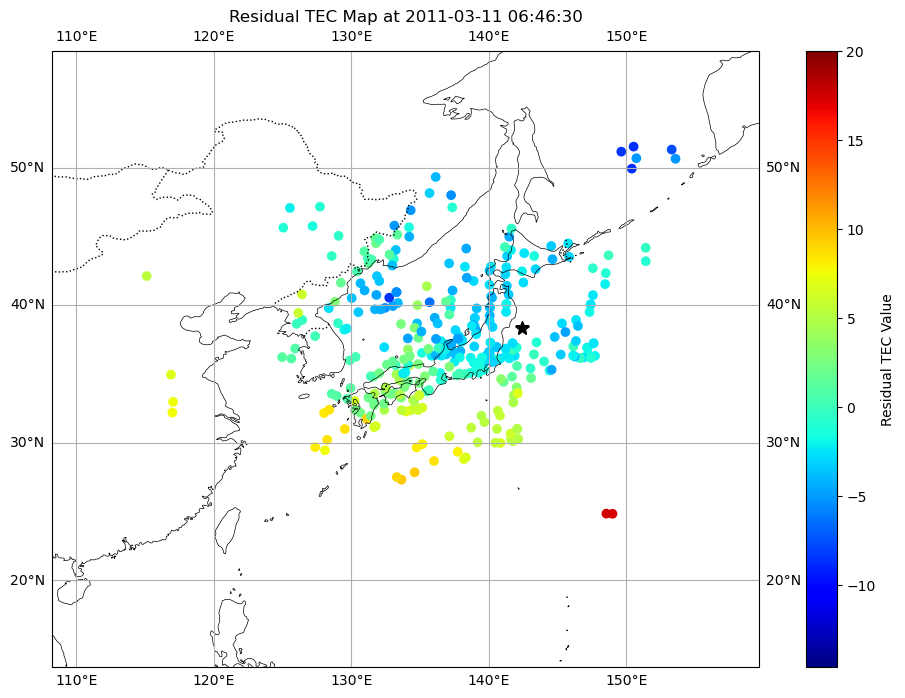 Residual TEC Map at 2011-03-11 06:46:30
110°E 120°E 130°E 140°E 150°E
20
15
10
5
0
−5
−10
Residual TEC Value
50°N 50°N
40°N 40°N
30°N 30°N
20°N 20°N
110°E 120°E 130°E 140°E 150°E